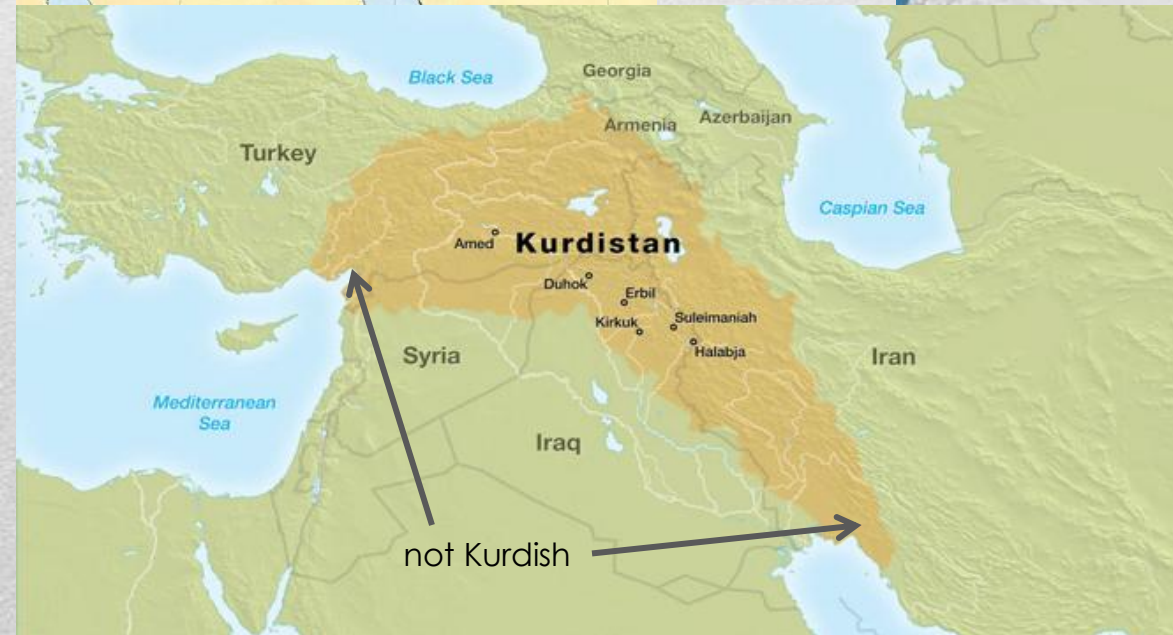 Black Sea
Georgia
Armenia
Azerbaijan
Turkey
Caspian Sea
Amed
Kurdistan
Duhok
Erbil
Kirkuk
Suleimaniah
Halabja
Syria
Iran
Mediterranean
Sea
Iraq
not Kurdish